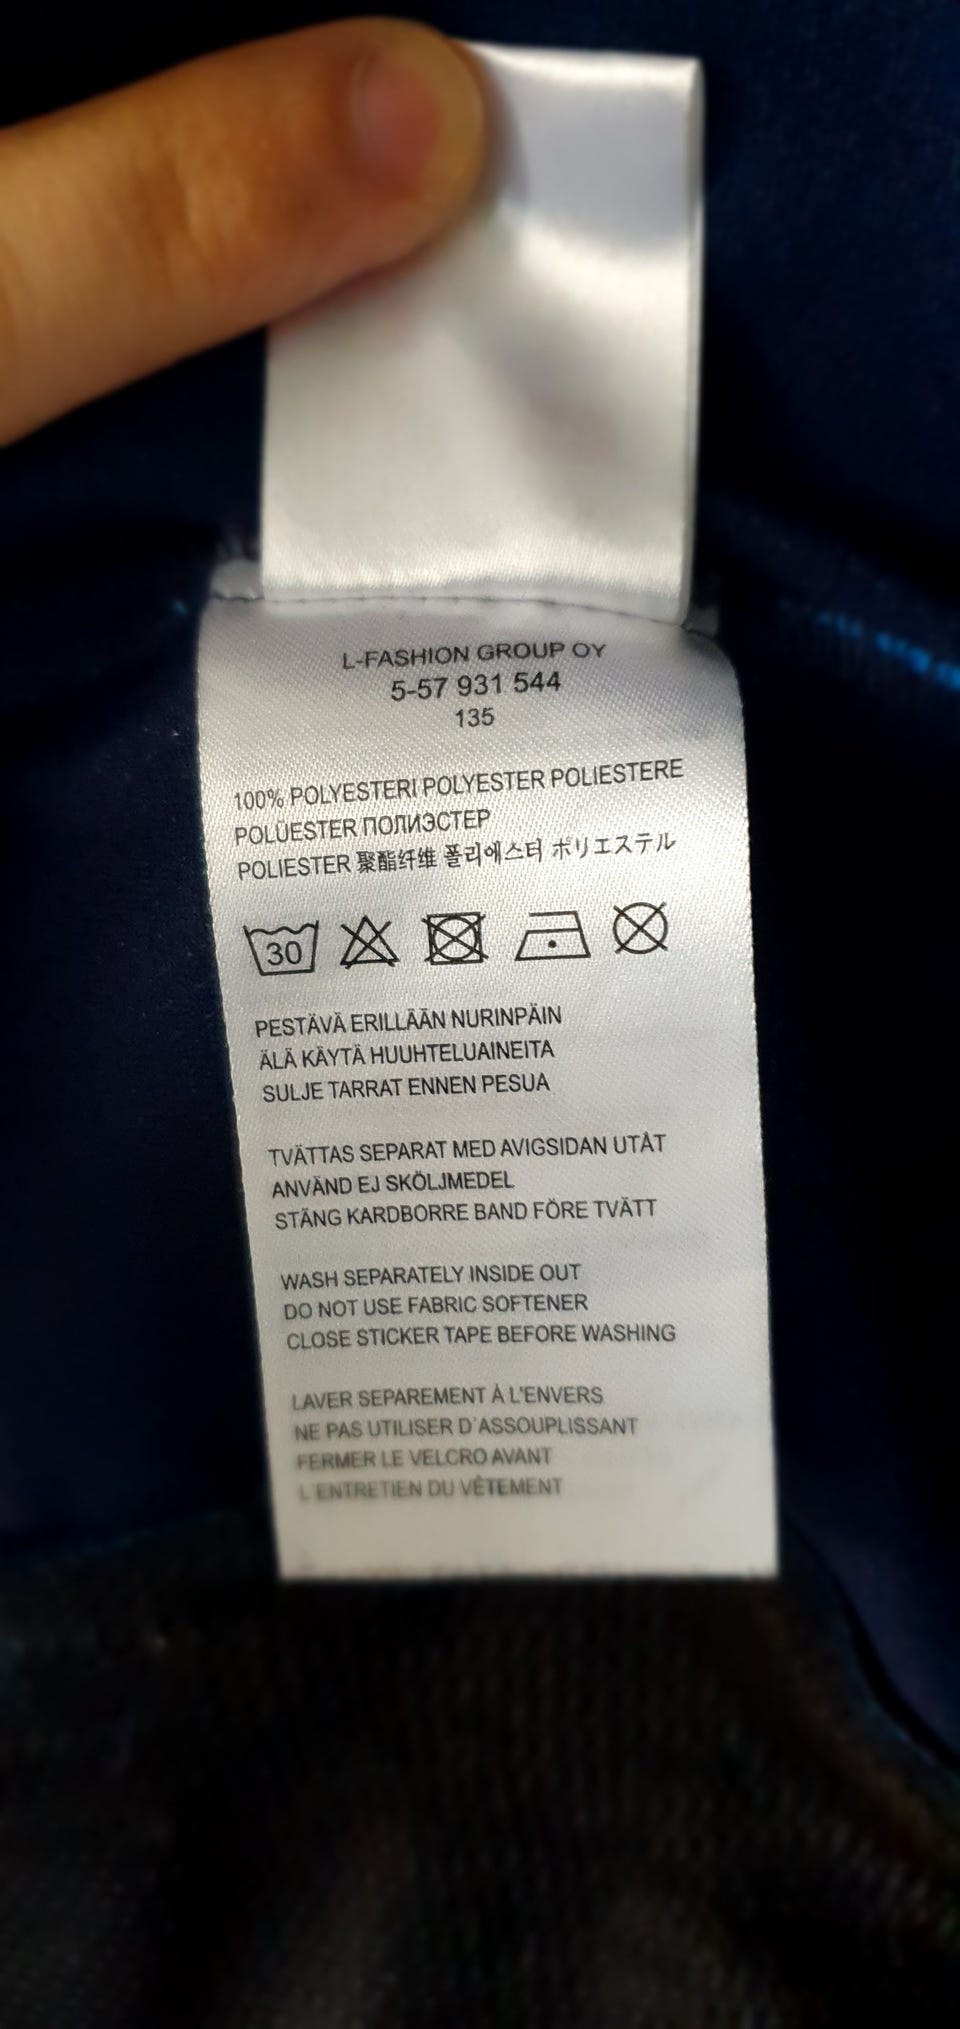 L-FASHION GROUP OY
5-57 931 544
135
100% POLYESTERI POLYESTER POLIESTERE
POLÜESTER ПОЛИЭСТЕР
POLIESTER 聚酯纤维 폴리에스터 ポリエステル
30
PESTÄVÄ ERILLÄÄN NURINPÄIN
ÄLÄ KÄYTÄ HUUHTELUAINEITA
SULJE TARRAT ENNEN PESUA
TVÄTTAS SEPARAT MED AVIGSIDAN UTÅT
ANVÄND EJ SKÖLJMEDEL
STÄNG KARDBORRE BAND FÖRE TVÄTT
WASH SEPARATELY INSIDE OUT
DO NOT USE FABRIC SOFTENER
CLOSE STICKER TAPE BEFORE WASHING
LAVER SEPAREMENT À L'ENVERS
NE PAS UTILISER D'ASSOUPLISSANT
FERMER LE VELCRO AVANT
L'ENTRETIEN DU VÊTEMENT